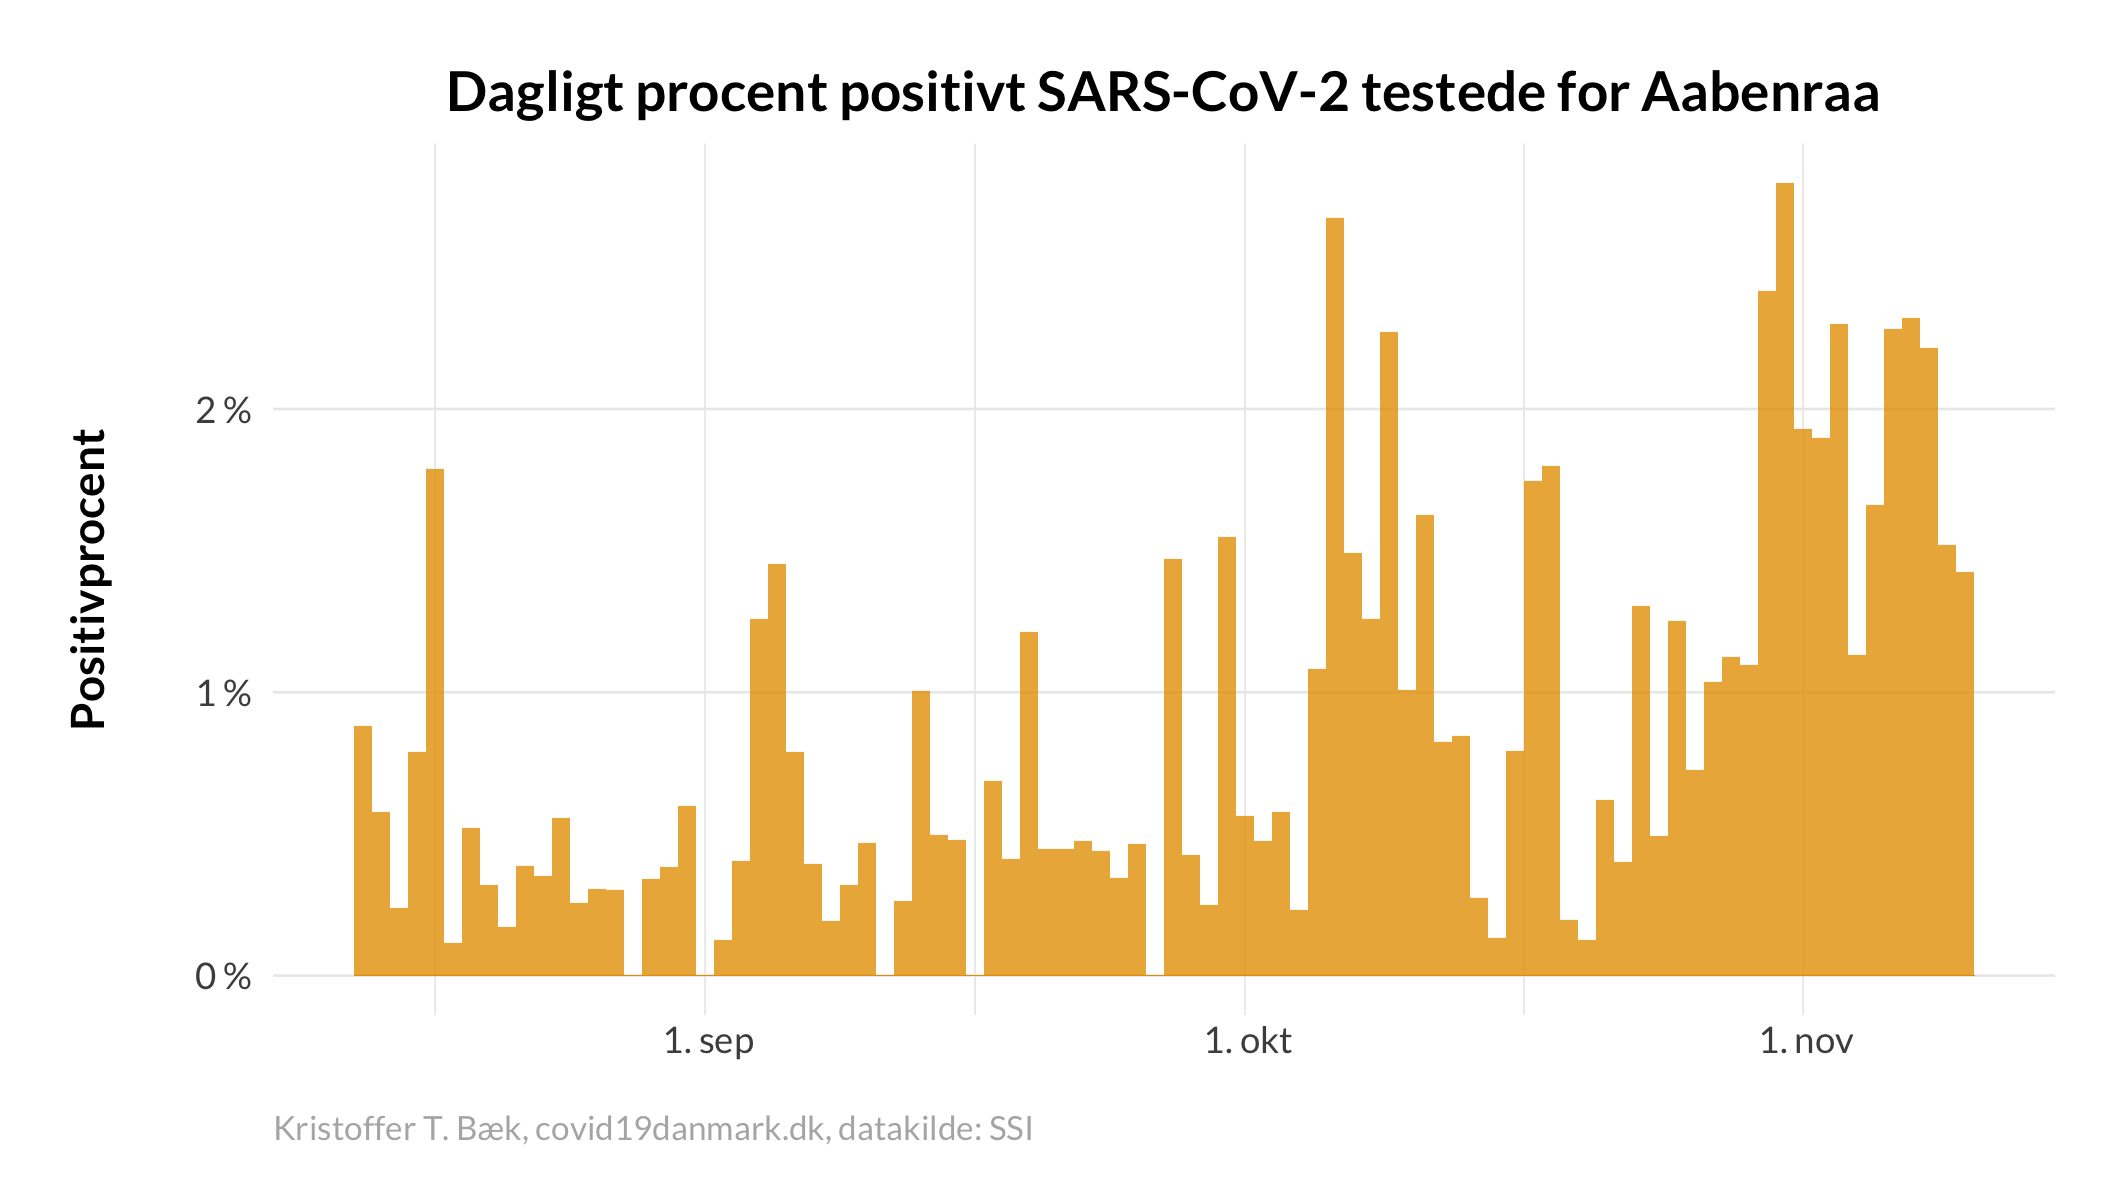 Dagligt procent positivt SARS-CoV-2 testede for Aabenraa
Positivprocent
2 %
1 %
0 %
1. sep
1. okt
1. nov
Kristoffer T. Bæk, covid19danmark.dk, datakilde: SSI